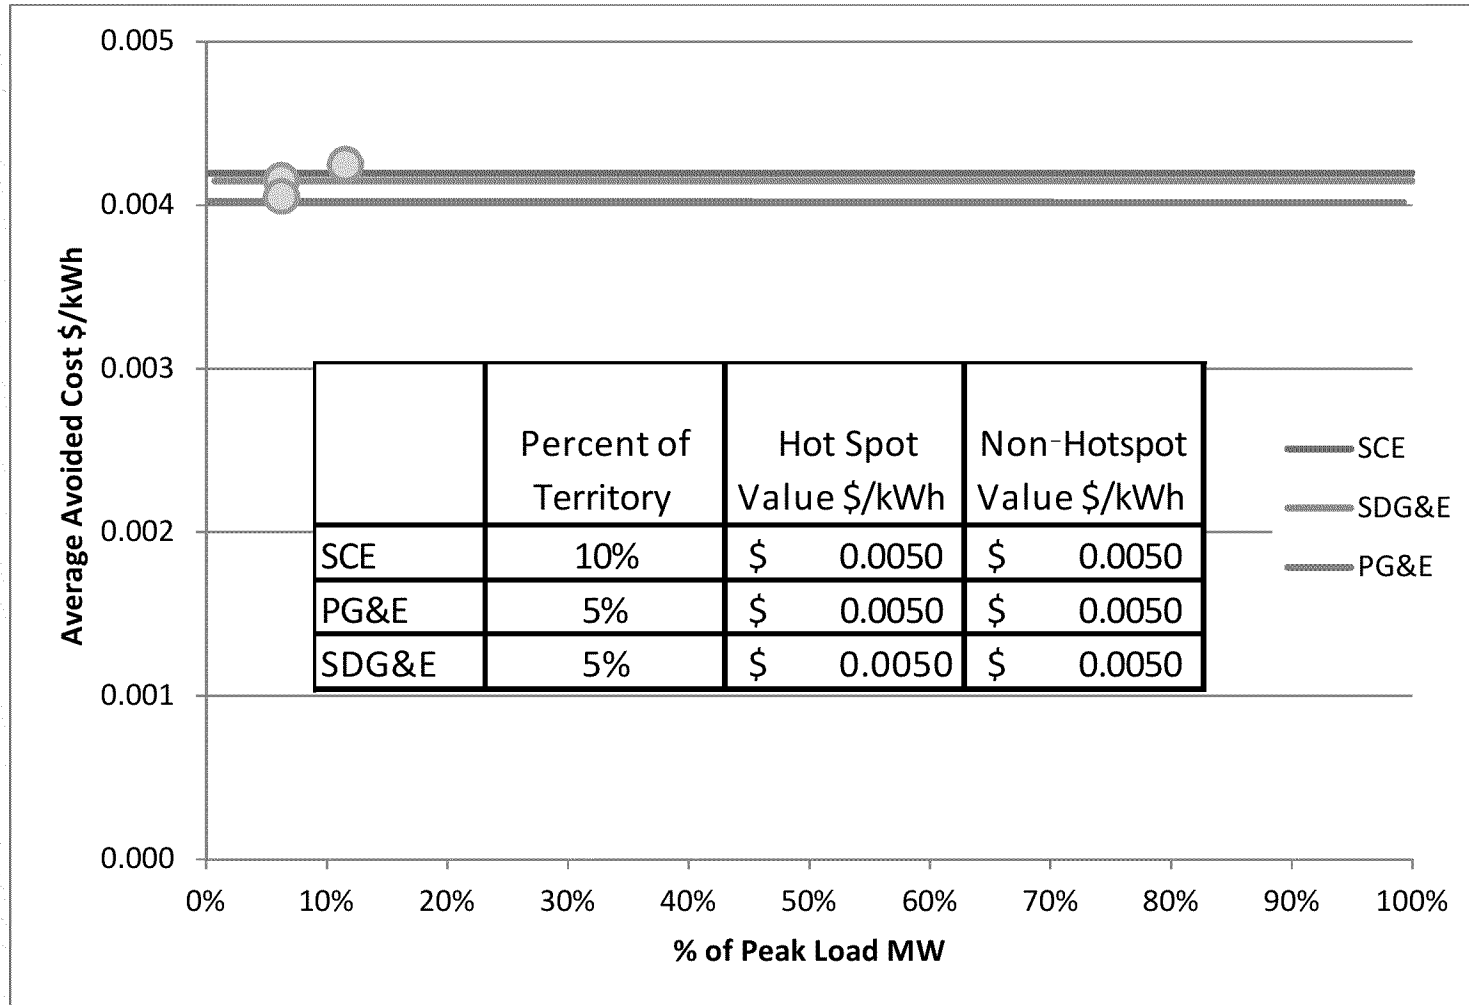 0.005
0.004
0.003
0.002
0.001
0.000
Average Avoided Cost $/kWh
Percent of Territory Hot Spot Value $/kWh Non-Hotspot Value $/kWh
SCE 10% $ 0.0050 $ 0.0050
PG&E 5% $ 0.0050 $ 0.0050
SDG&E 5% $ 0.0050 $ 0.0050
SCE
SDG&E
PG&E
0% 10% 20% 30% 40% 50% 60% 70% 80% 90% 100%
% of Peak Load MW